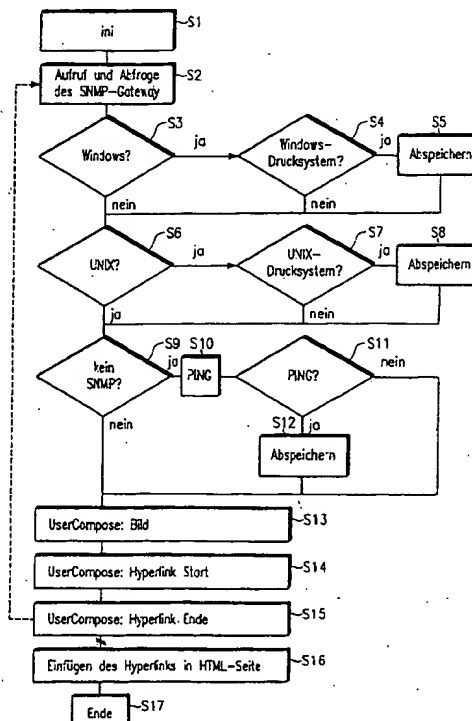 ini
S1
Aufruf und Abfrage
des SNMP-Gateway
S2
Windows?
S3
ja
nein
Windows-
Drucksystem?
S4
ja
nein
S5
Abspeichern
UNIX?
S6
ja
ja
UNIX-
Drucksystem?
S7
ja
nein
S8
Abspeichern
kein
SNMP?
S9
ja
nein
S10
PING
PING?
S11
nein
ja
S12
Abspeichern
UserCompose: Bild
S13
UserCompose: Hyperlink Start
S14
UserCompose: Hyperlink Ende
S15
Einfügen des Hyperlinks in HTML-Seite
S16
Ende
S17